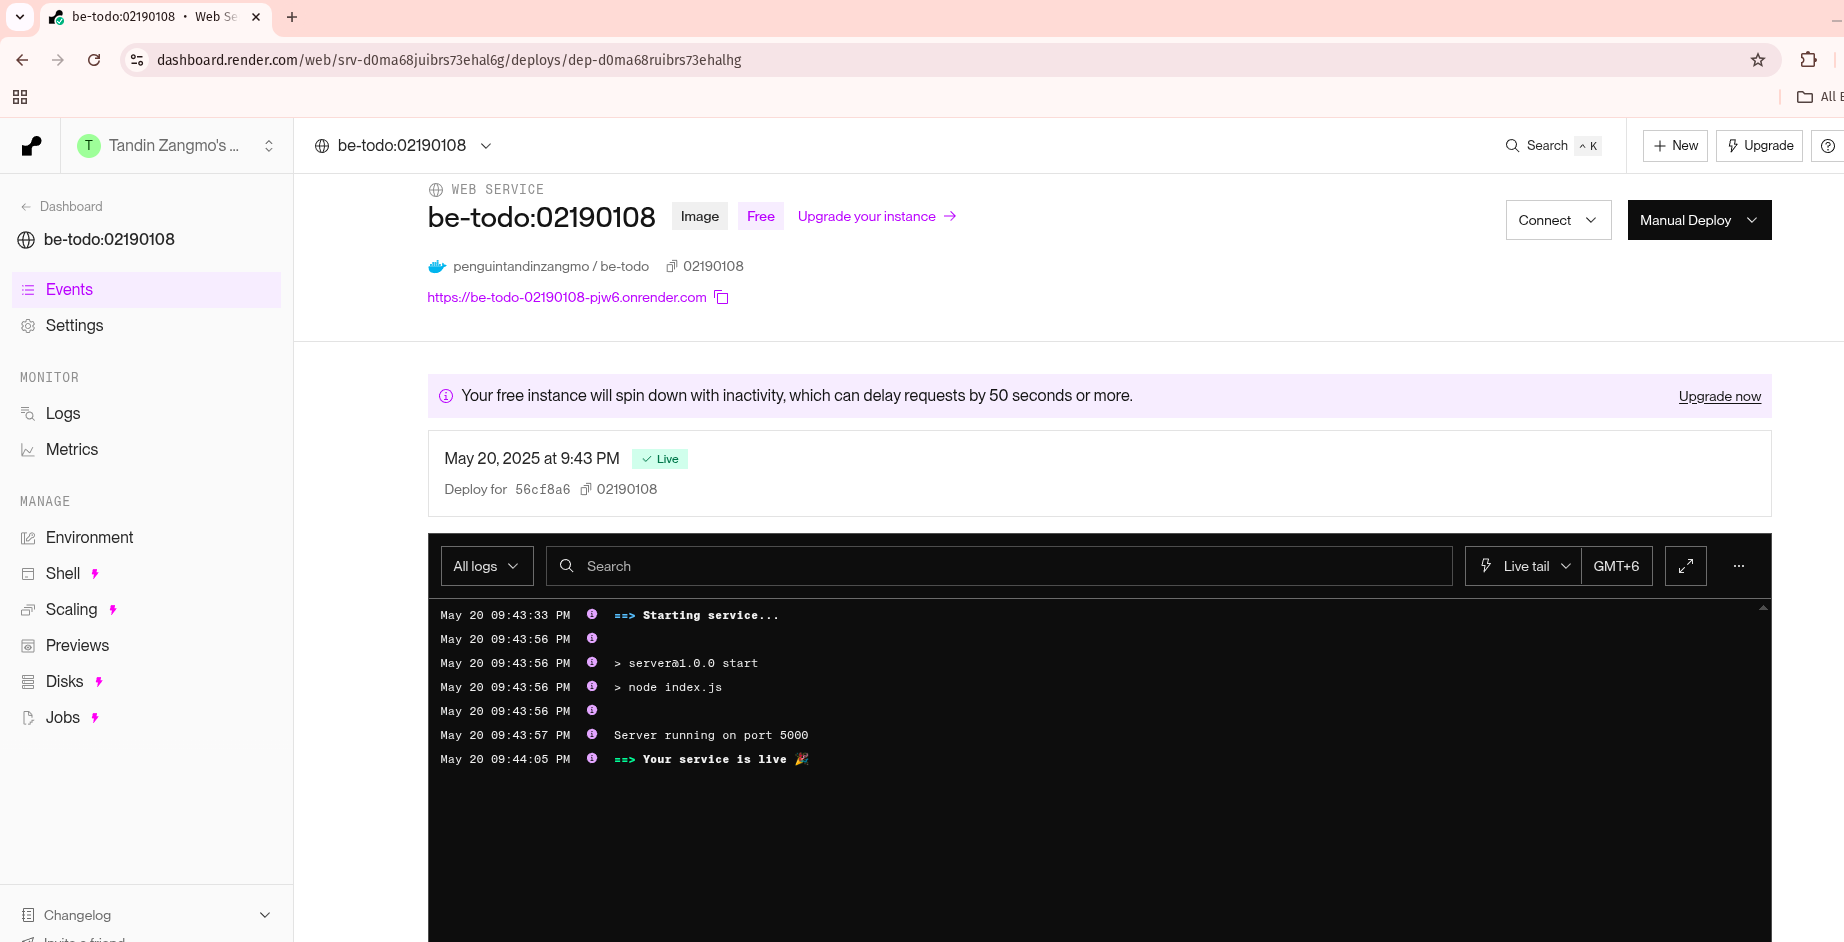 be-todo:02190108 • Web Se
dashboard.render.com/web/srv-d0ma68juibrs73ehal6g/deploys/dep-d0ma68ruibrs73ehalhg
All B
T Tandin Zangmo's ...
be-todo:02190108
Search ^ K
+ New
Upgrade
← Dashboard
be-todo:02190108
Events
Settings
MONITOR
Logs
Metrics
MANAGE
Environment
Shell
Scaling
Previews
Disks
Jobs
Changelog
Invite a friend
WEB SERVICE
be-todo:02190108 Image Free Upgrade your instance →
Connect
Manual Deploy
penguintandinzangmo / be-todo 02190108
https://be-todo-02190108-pjw6.onrender.com
Your free instance will spin down with inactivity, which can delay requests by 50 seconds or more. Upgrade now
May 20, 2025 at 9:43 PM Live
Deploy for 56cf8a6 02190108
All logs
Search
Live tail
GMT+6
...
May 20 09:43:33 PM ==> Starting service...
May 20 09:43:56 PM
May 20 09:43:56 PM > server@1.0.0 start
May 20 09:43:56 PM > node index.js
May 20 09:43:56 PM
May 20 09:43:57 PM Server running on port 5000
May 20 09:44:05 PM ==> Your service is live 🎉